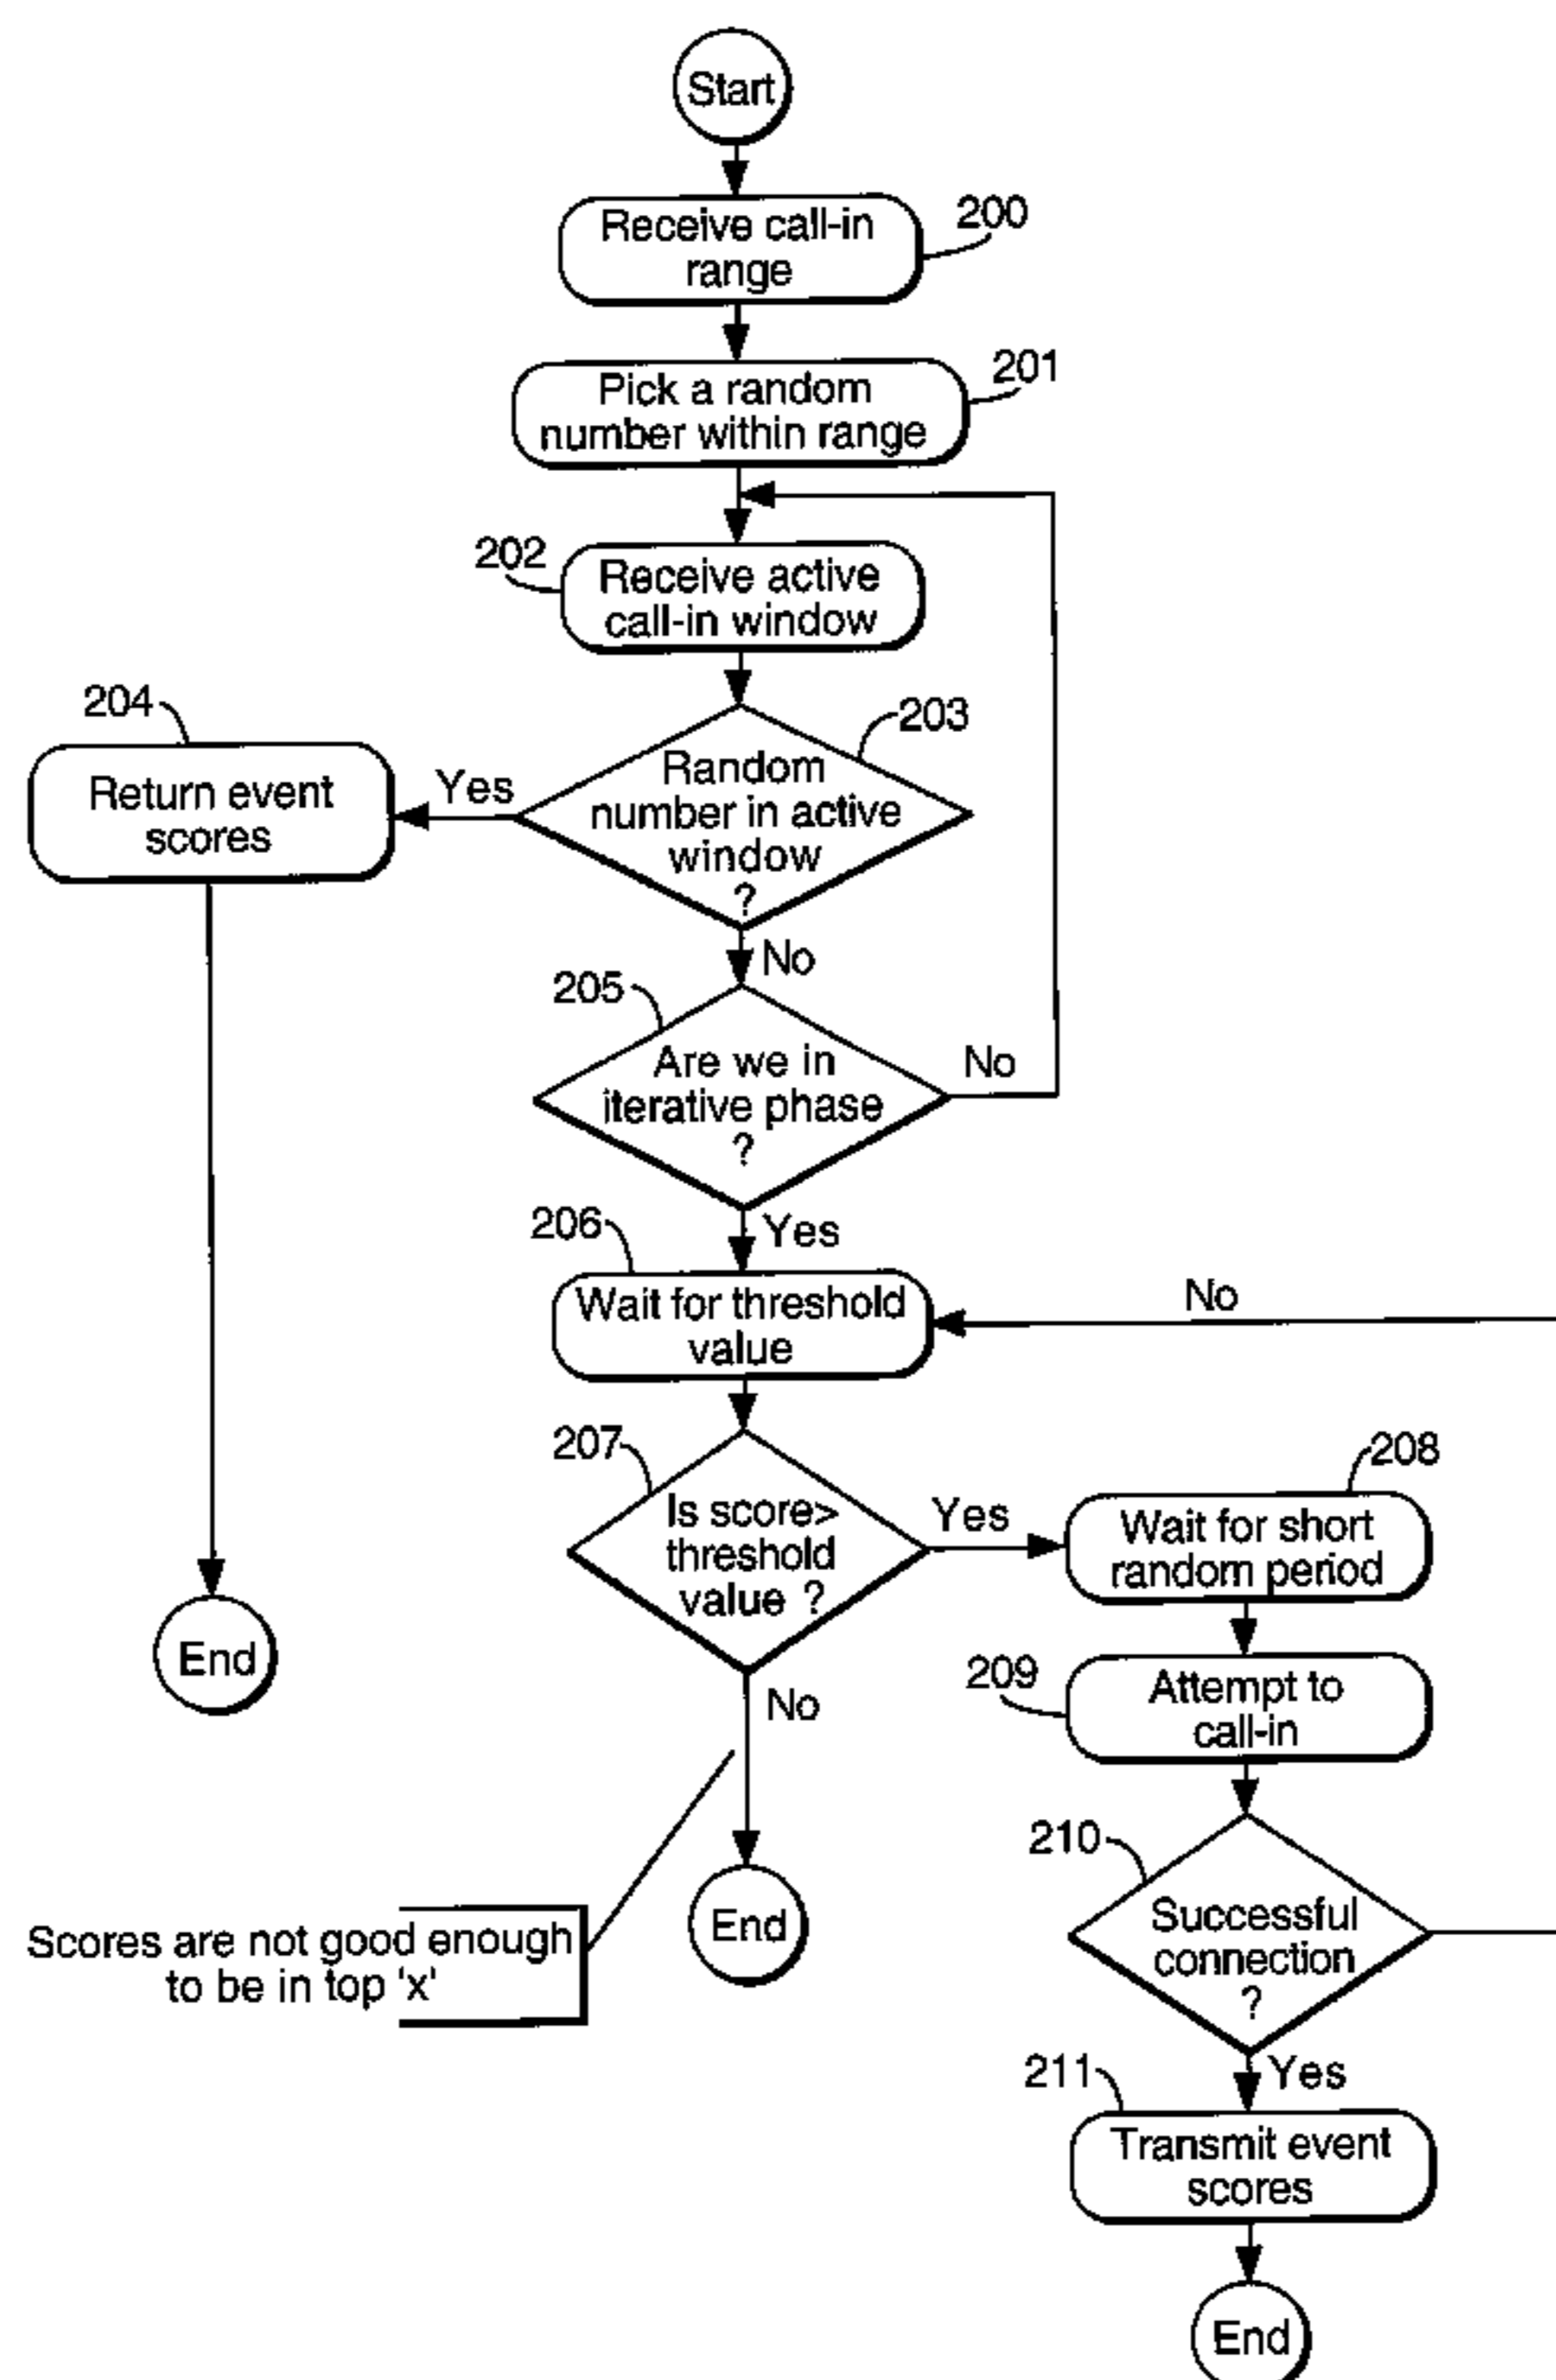 Start
Receive call-in
range
200
Pick a random
number within range
201
202
Receive active
call-in window
204
Return event
scores
Yes
203
Random
number in active
window
?
No
205
Are we in
iterative phase
?
No
Yes
206
Wait for threshold
value
No
207
Is score>
threshold
value ?
Yes
208
Wait for short
random period
End
No
209
Attempt to
call-in
210
Successful
connection
?
Scores are not good enough
to be in top 'x'
End
Yes
211
Transmit event
scores
End